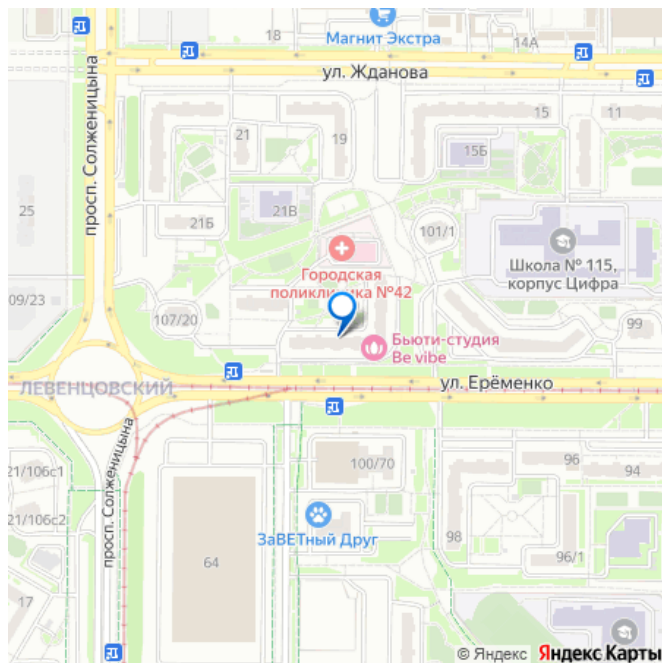 18
Магнит Экстра
14А
ул. Жданова
просп. Солженицына
21
19
15
11
15Б
25
21Б
21В
101/1
Городская
поликлиника №42
Школа № 115,
корпус Цифра
09/23
107/20
99
Бьюти-студия
Be vibe
ЛЕВЕНЦОВСКИЙ
ул. Ерёменко
просп. Солженицына
21/106с1
100/70
96
94
21/106с2
ЗаВЕТный Друг
98
96/1
64
17
© Яндекс Яндекс Карты